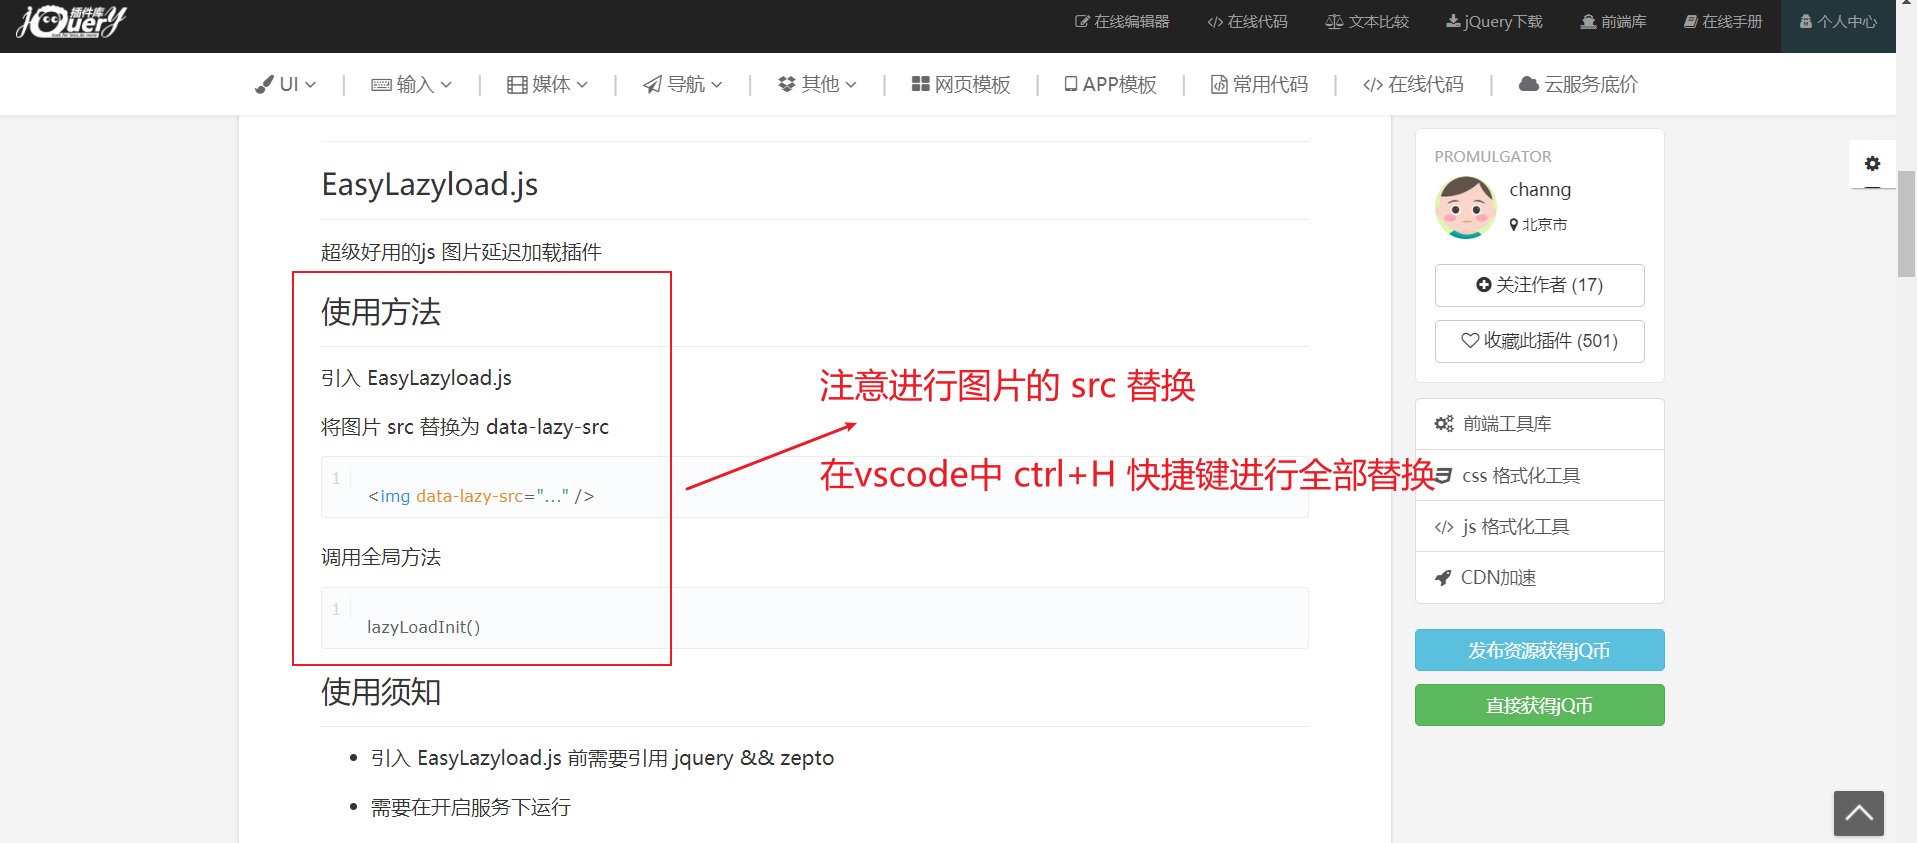 jQuery 插件库
在线编辑器 在线代码 文本比较 jQuery下载 前端库 在线手册 个人中心
UI | 输入 | 媒体 | 导航 | 其他 | 网页模板 | APP模板 | 常用代码 | 在线代码 | 云服务底价
EasyLazyload.js
超级好用的js 图片延迟加载插件
使用方法
引入 EasyLazyload.js
将图片 src 替换为 data-lazy-src
1
<img data-lazy-src="..." />
调用全局方法
1
lazyLoadInit()
使用须知
引入 EasyLazyload.js 前需要引用 jquery && zepto
需要在开启服务下运行
注意进行图片的 src 替换
在vscode中 ctrl+H 快捷键进行全部替换
PROMULGATOR
channg
北京市
关注作者 (17)
收藏此插件 (501)
前端工具库
css 格式化工具
js 格式化工具
CDN加速
发布资源获得jQ币
直接获得jQ币